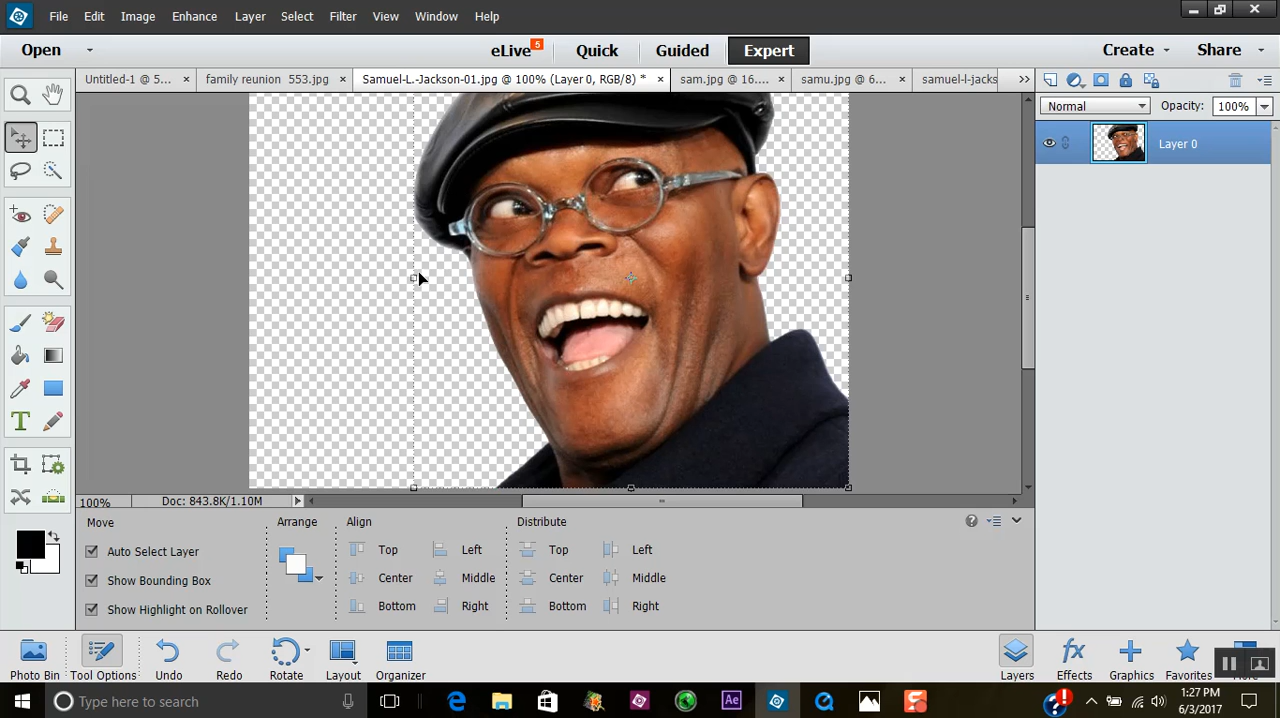 File Edit Image Enhance Layer Select Filter View Window Help
Open eLive 5 Quick Guided Expert Create Share
Untitled-1 @ 5... × family reunion 553.jpg × Samuel-L.-Jackson-01.jpg @ 100% (Layer 0, RGB/8) * × sam.jpg @ 16.... × samu.jpg @ 6... × samuel-l-jacks >>
Normal Opacity: 100%
Layer 0
100% Doc: 843.8K/1.10M
Move Arrange Align Distribute
Auto Select Layer Top Left Top Left
Show Bounding Box Center Middle Center Middle
Show Highlight on Rollover Bottom Right Bottom Right
Photo Bin Tool Options Undo Redo Rotate Layout Organizer Layers Effects Graphics Favorites
Type here to search
Ae
1:27 PM
6/3/2017